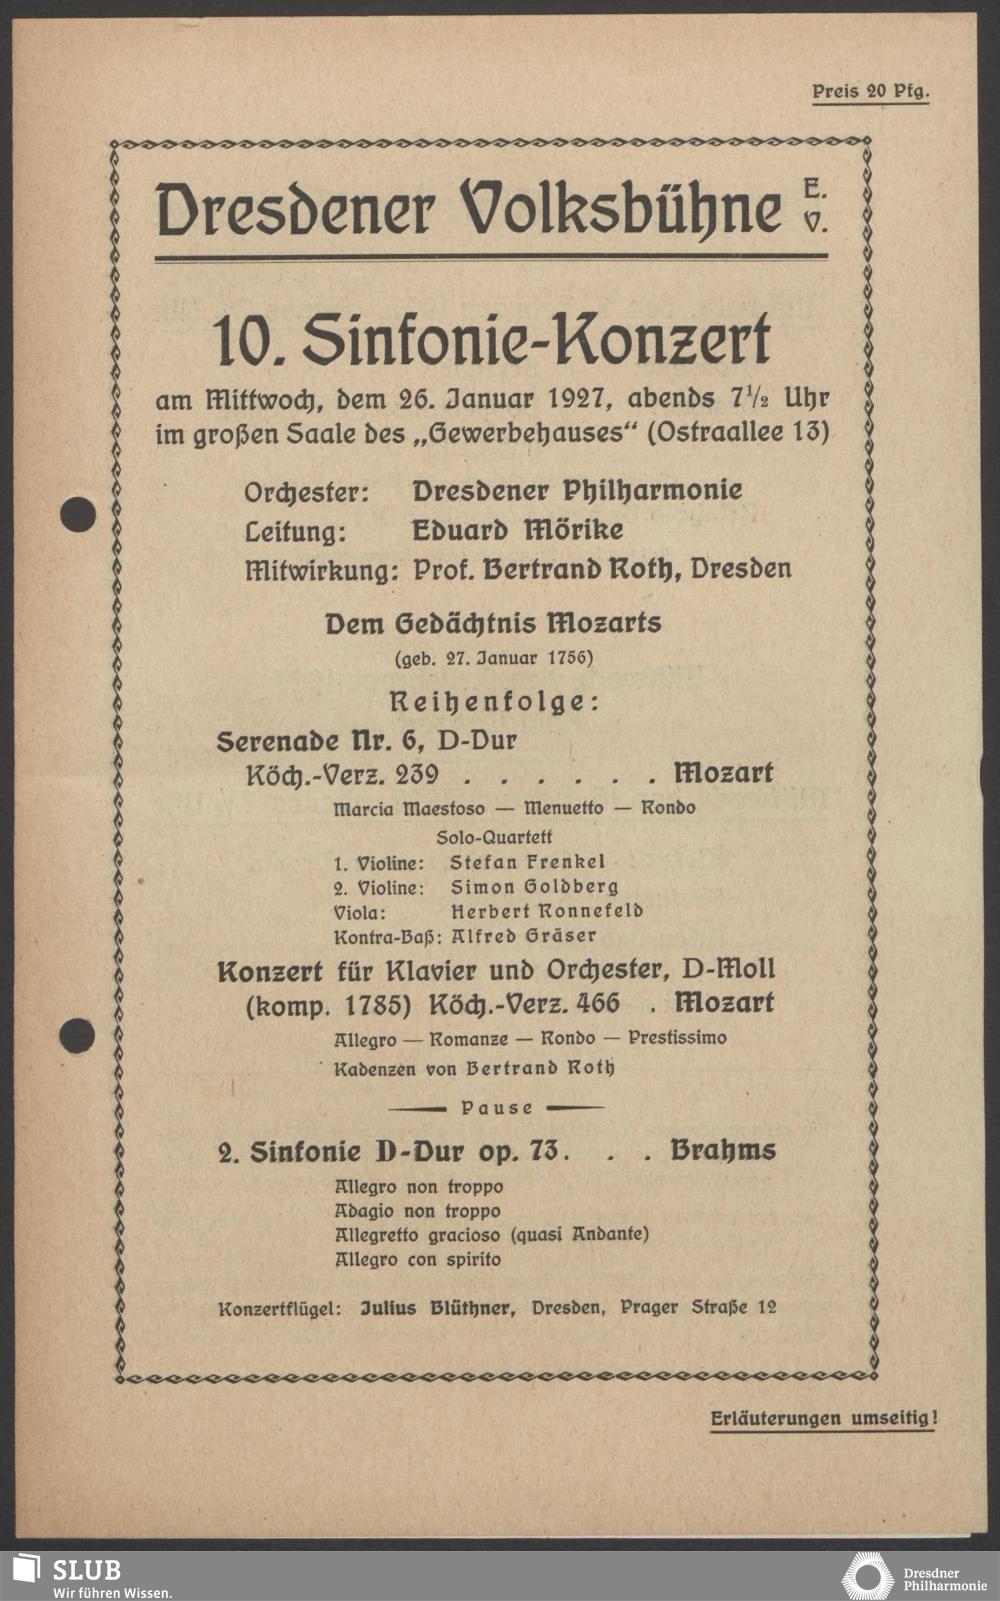 Preis 20 Pfg.
Dresdener Volksbühne E. V.
10. Sinfonie-Konzert
am Mittwoch, dem 26. Januar 1927, abends 7½ Uhr
im großen Saale des „Gewerbehauses“ (Ostraallee 13)
Orchester: Dresdener Philharmonie
Leitung: Eduard Mörike
Mitwirkung: Prof. Bertrand Roth, Dresden
Dem Gedächtnis Mozarts
(geb. 27. Januar 1756)
Reihenfolge:
Serenade Nr. 6, D-Dur
Köch.-Verz. 239 . . . . . . Mozart
Marcia Maestoso — Menuetto — Rondo
Solo-Quartett
1. Violine: Stefan Frenkel
2. Violine: Simon Goldberg
Viola: Herbert Ronnefeld
Kontra-Baß: Alfred Gräser
Konzert für Klavier und Orchester, D-Moll
(komp. 1785) Köch.-Verz. 466 . Mozart
Allegro — Romanze — Rondo — Prestissimo
Kadenzen von Bertrand Roth
Pause
2. Sinfonie D-Dur op. 73. . . Brahms
Allegro non troppo
Adagio non troppo
Allegretto gracioso (quasi Andante)
Allegro con spirito
Konzertflügel: Julius Blüthner, Dresden, Prager Straße 12
Erläuterungen umseitig!
SLUB
Wir führen Wissen.
Dresdner
Philharmonie